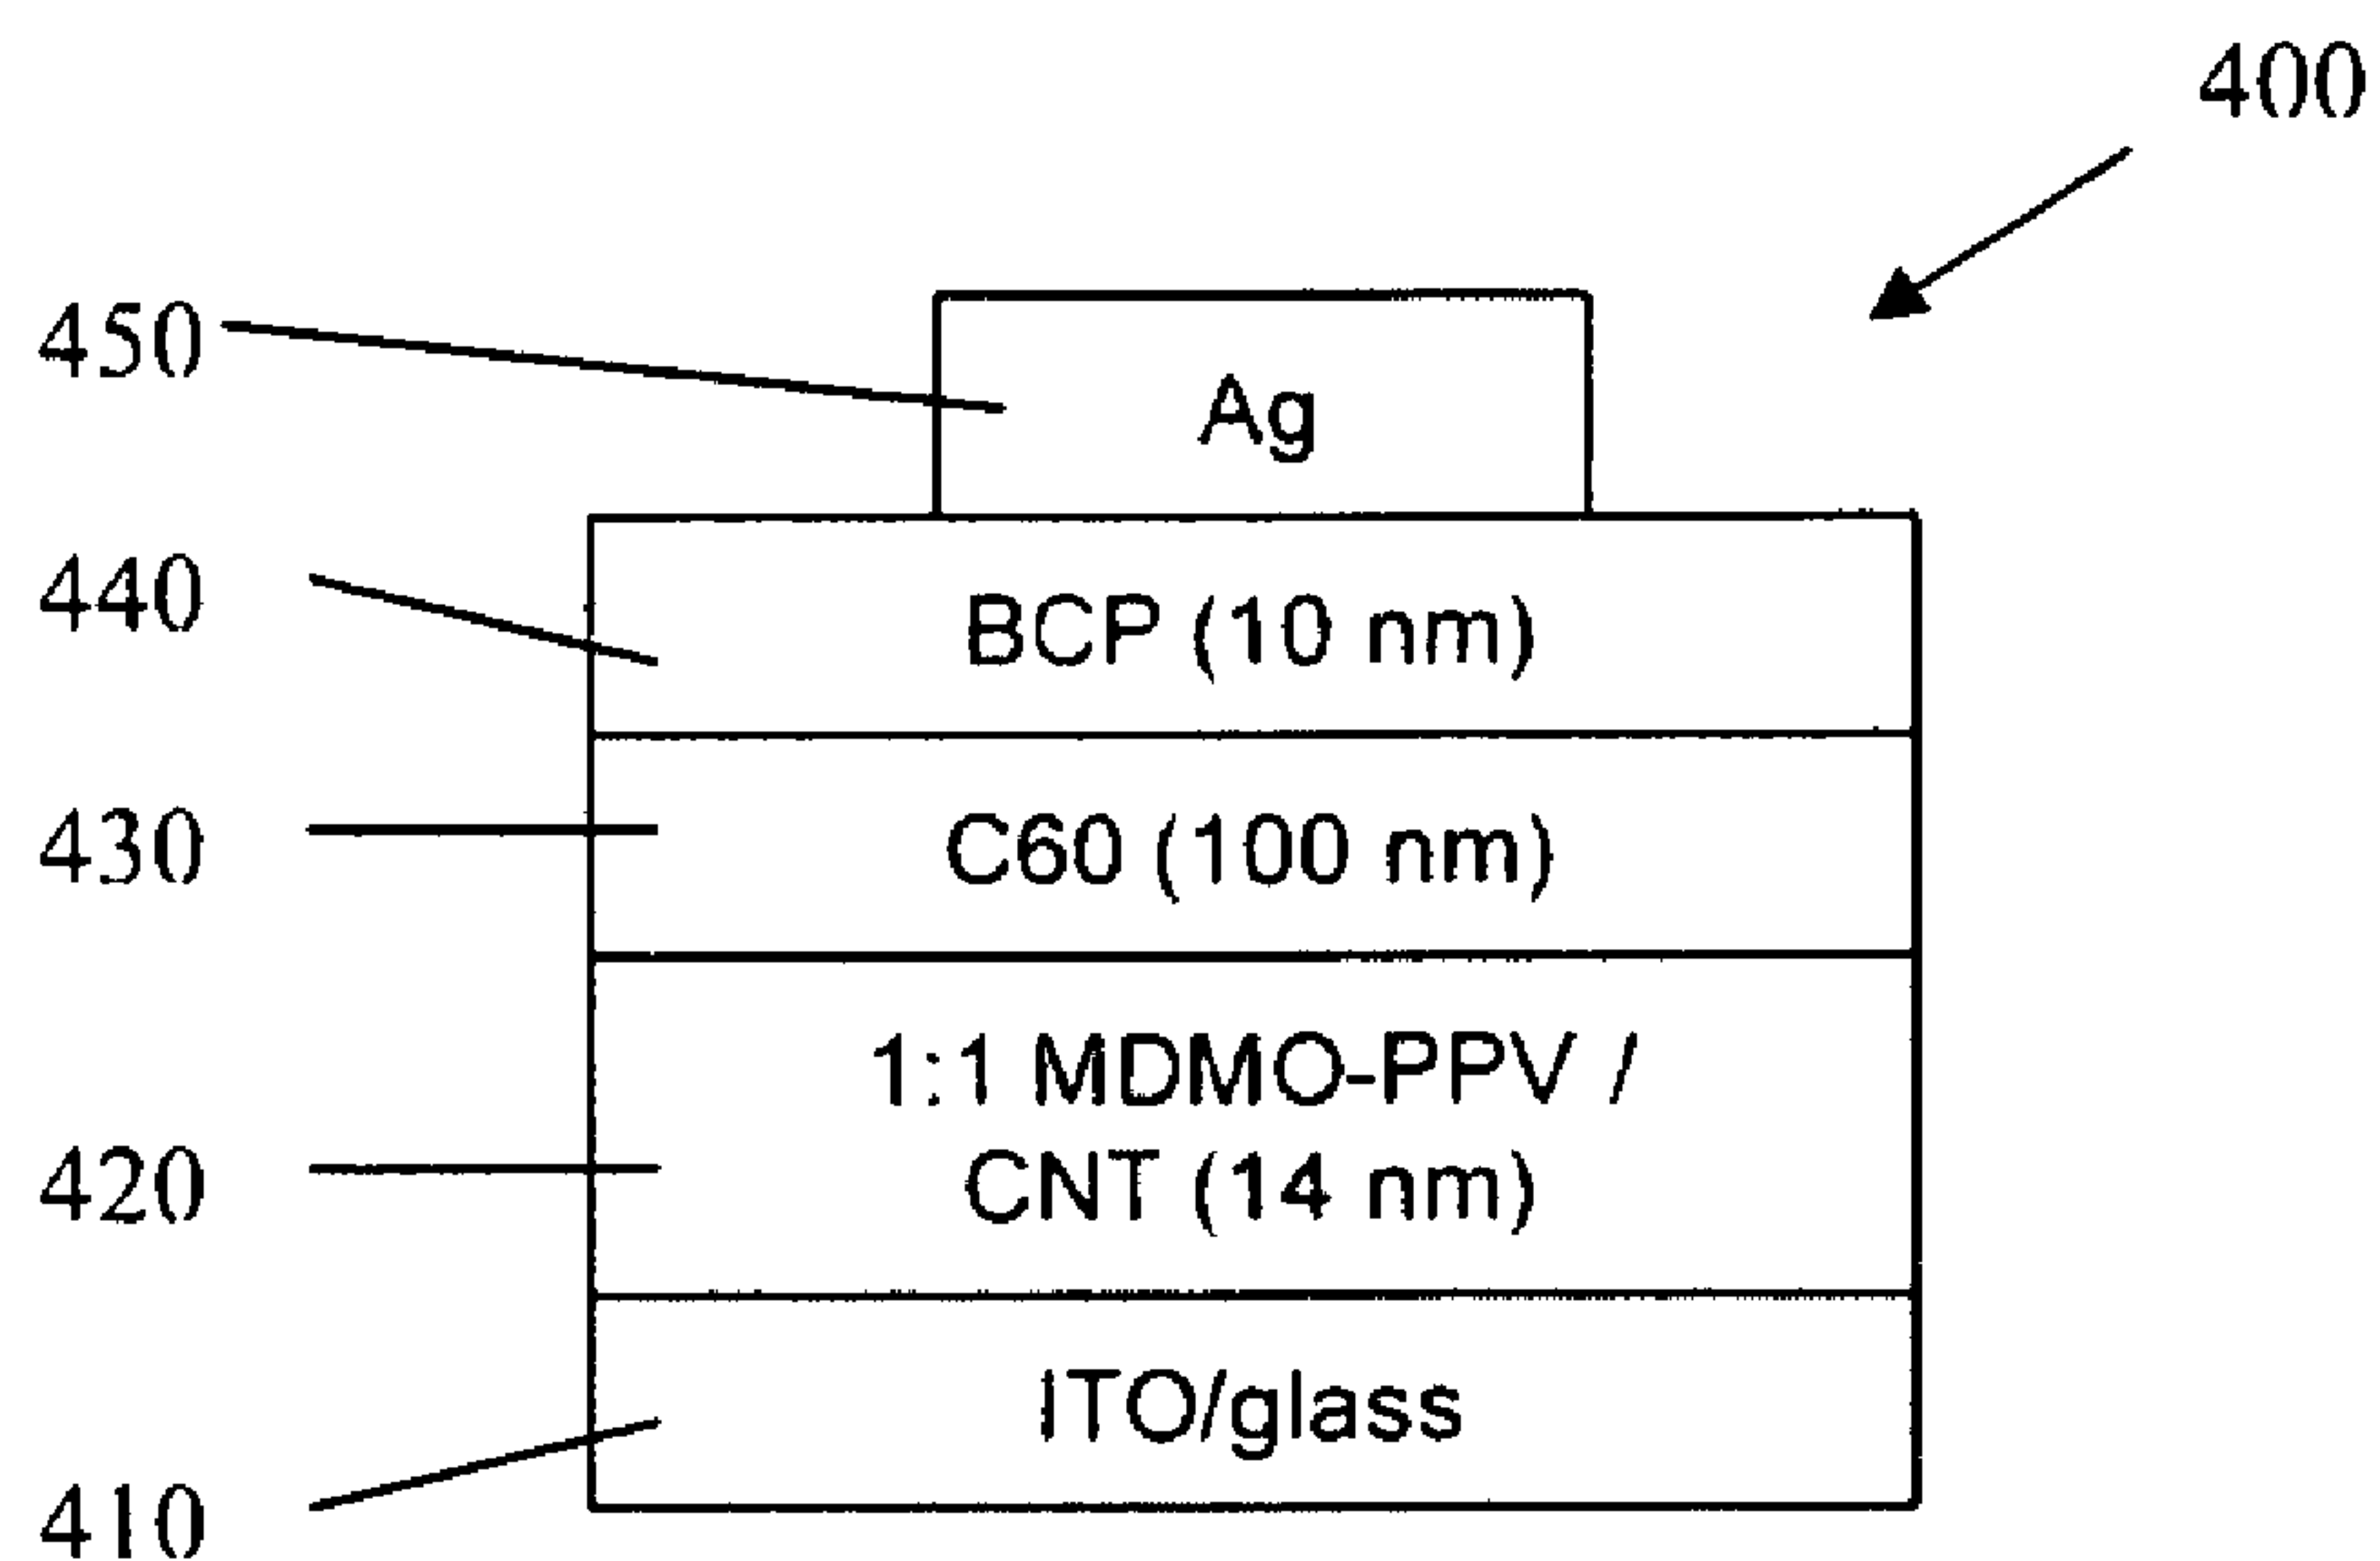 400
450
Ag
440
BCP (10 nm)
430
C60 (100 nm)
1:1 MDMO-PPV /
420
CNT (14 nm)
ITO/glass
410